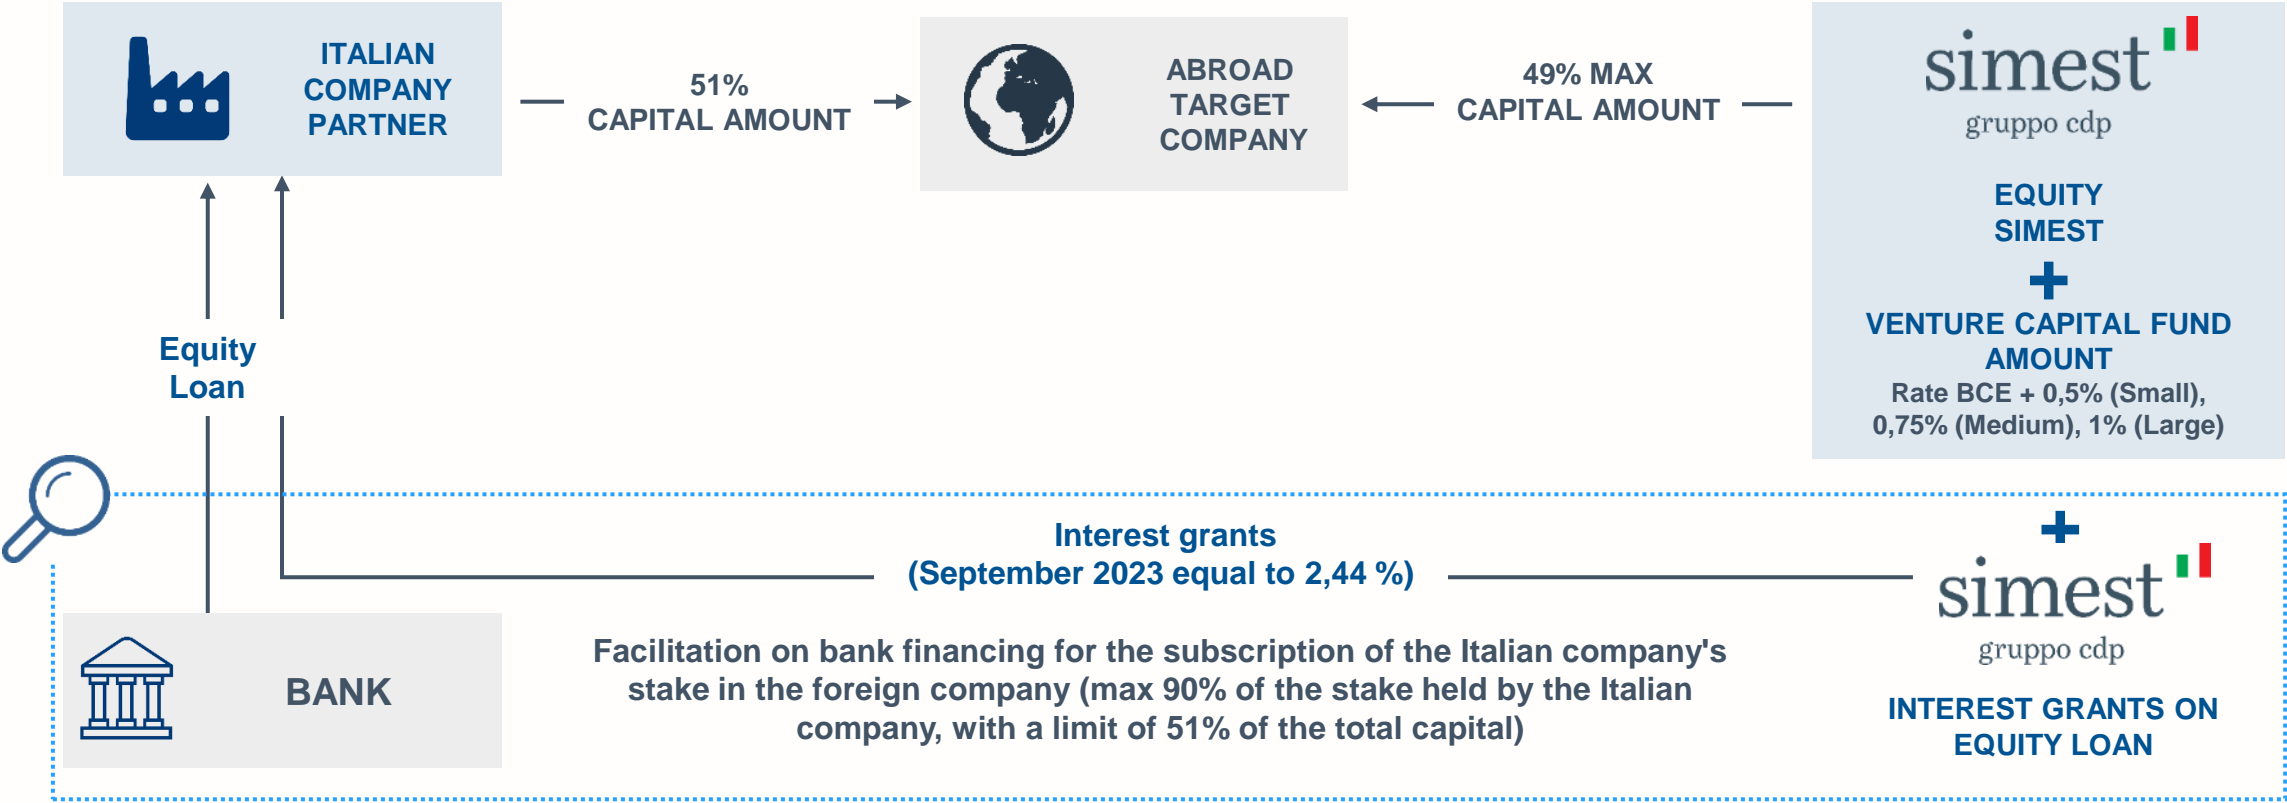 ITALIAN
COMPANY
PARTNER
51%
CAPITAL AMOUNT
ABROAD
TARGET
COMPANY
49% MAX
CAPITAL AMOUNT
simest
gruppo cdp
EQUITY
SIMEST
VENTURE CAPITAL FUND
AMOUNT
Rate BCE + 0,5% (Small),
0,75% (Medium), 1% (Large)
Equity
Loan
Interest grants
(September 2023 equal to 2,44 %)
BANK
Facilitation on bank financing for the subscription of the Italian company's
stake in the foreign company (max 90% of the stake held by the Italian
company, with a limit of 51% of the total capital)
simest
gruppo cdp
INTEREST GRANTS ON
EQUITY LOAN